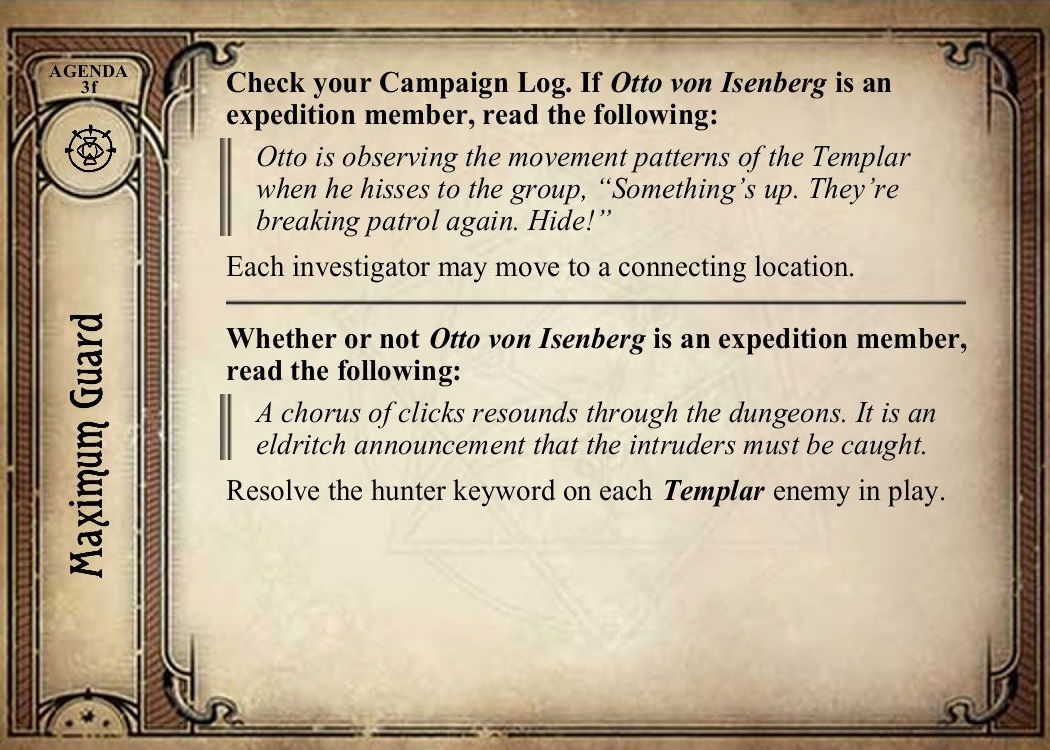 AGENDA
3f
Maximum Guard
Check your Campaign Log. If Otto von Isenberg is an
expedition member, read the following:
Otto is observing the movement patterns of the Templar
when he hisses to the group, “Something’s up. They’re
breaking patrol again. Hide!”
Each investigator may move to a connecting location.
Whether or not Otto von Isenberg is an expedition member,
read the following:
A chorus of clicks resounds through the dungeons. It is an
eldritch announcement that the intruders must be caught.
Resolve the hunter keyword on each Templar enemy in play.